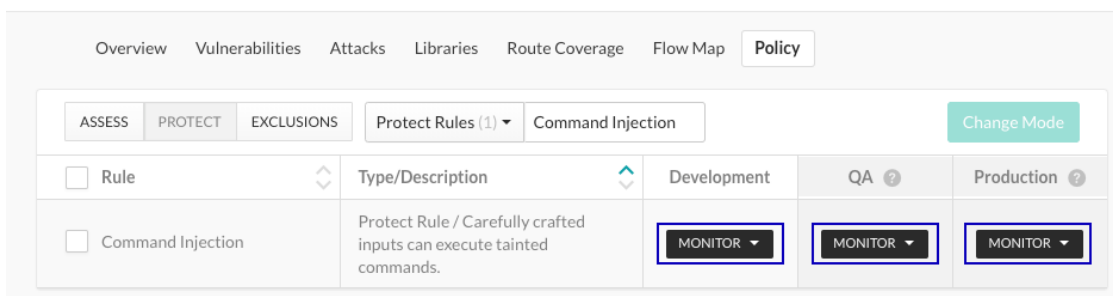 Overview Vulnerabilities Attacks Libraries Route Coverage Flow Map Policy
ASSESS PROTECT EXCLUSIONS Protect Rules (1) Command Injection Change Mode
Rule Type/Description Development QA ? Production ?
Command Injection
Protect Rule / Carefully crafted
inputs can execute tainted
commands.
MONITOR MONITOR MONITOR